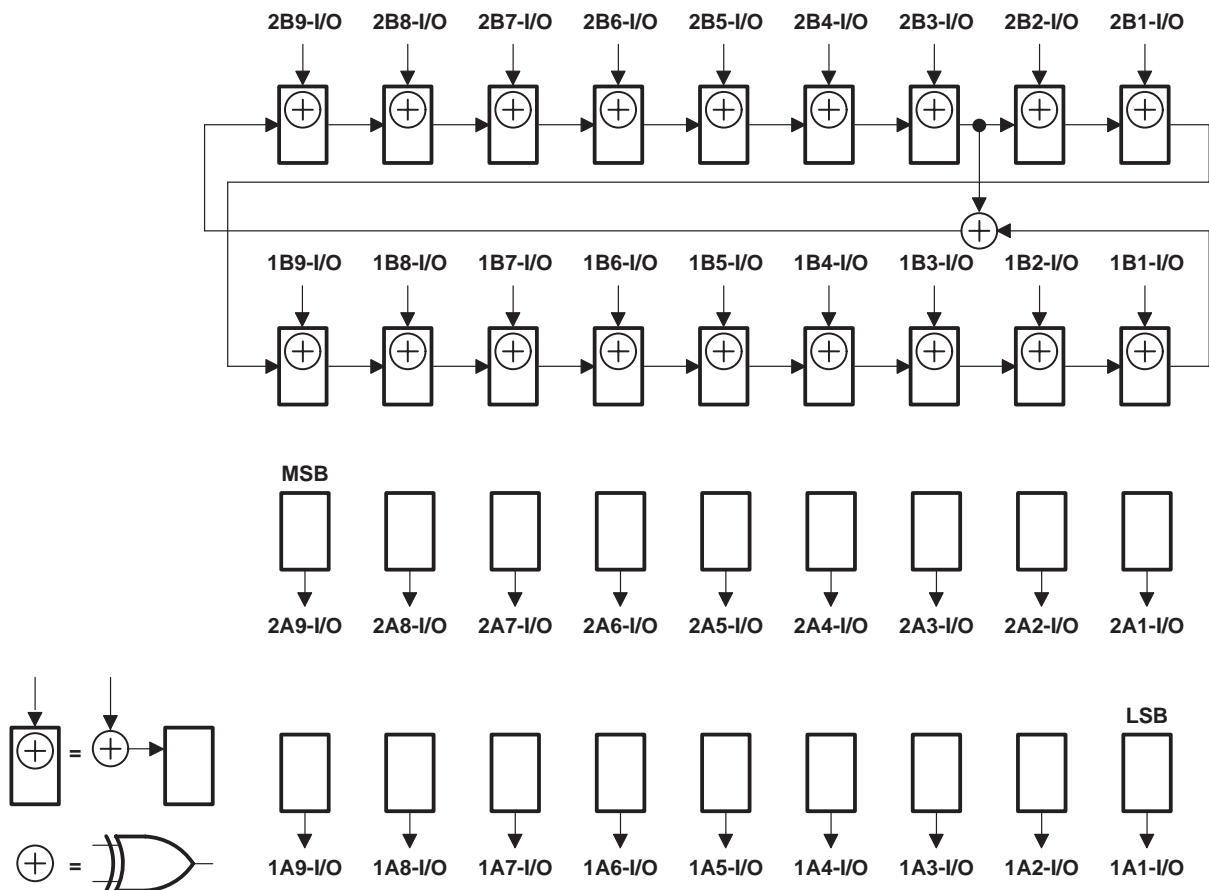 2B9-I/O 2B8-I/O 2B7-I/O 2B6-I/O 2B5-I/O 2B4-I/O 2B3-I/O 2B2-I/O 2B1-I/O
1B9-I/O 1B8-I/O 1B7-I/O 1B6-I/O 1B5-I/O 1B4-I/O 1B3-I/O 1B2-I/O 1B1-I/O
MSB
2A9-I/O 2A8-I/O 2A7-I/O 2A6-I/O 2A5-I/O 2A4-I/O 2A3-I/O 2A2-I/O 2A1-I/O
LSB
=
1A9-I/O 1A8-I/O 1A7-I/O 1A6-I/O 1A5-I/O 1A4-I/O 1A3-I/O 1A2-I/O 1A1-I/O
=